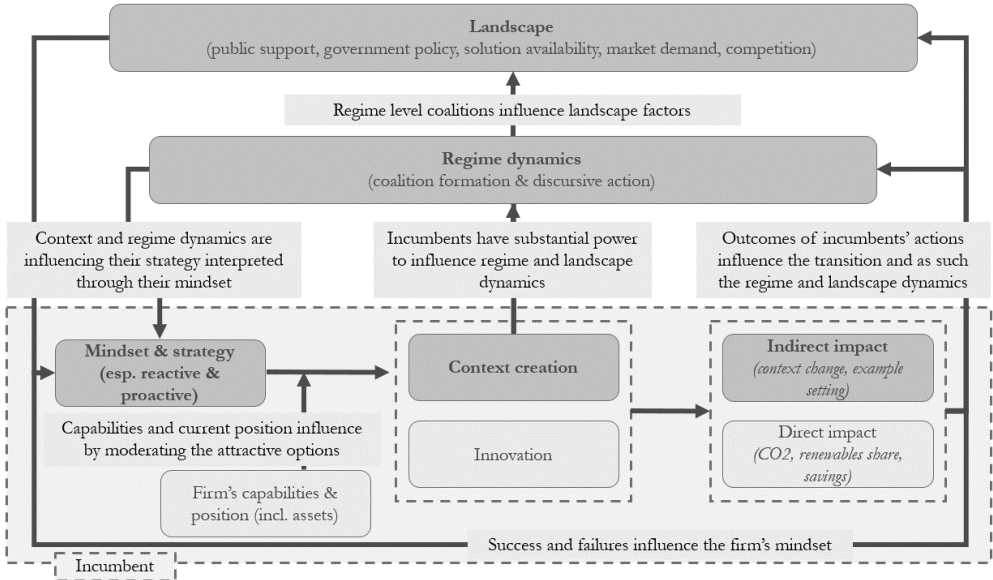 Landscape
(public support, government policy, solution availability, market demand, competition)
Regime level coalitions influence landscape factors
Regime dynamics
(coalition formation & discursive action)
Context and regime dynamics are
influencing their strategy interpreted
through their mindset
Incumbents have substantial power
to influence regime and landscape
dynamics
Outcomes of incumbents' actions
influence the transition and as such
the regime and landscape dynamics
Mindset & strategy
(esp. reactive &
proactive)
Context creation
Indirect impact
(context change, example
setting)
Capabilities and current position influence
by moderating the attractive options
Innovation
Direct impact
(CO2, renewables share,
savings)
Firm's capabilities &
position (incl. assets)
Success and failures influence the firm's mindset
Incumbent